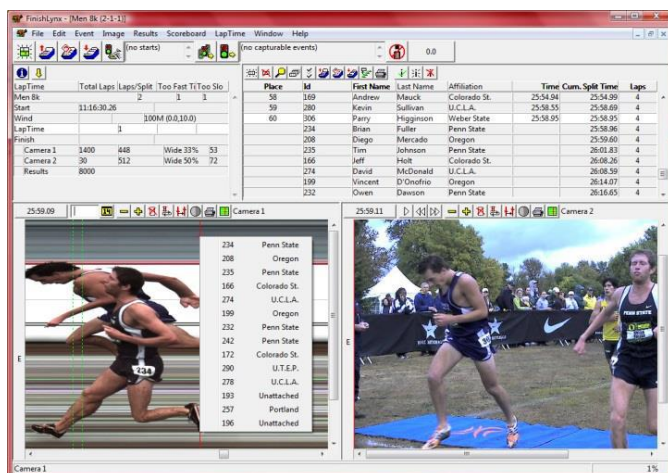 FinishLynx - [Men 8k (2-1-1)]
File Edit Event Image Results Scoreboard LapTime Window Help
(no starts) (no capturable events) 0.0
LapTime Total Laps Laps/Split Too Fast Ti Too Slo
Men 8k 2 1 1
Start 11:16:30.26
Wind 100M (0.0,10.0)
LapTime 1
Finish
Camera 1 1400 448 Wide 33% 53
Camera 2 30 512 Wide 50% 72
Results 8000
Place Id First Name Last Name Affiliation Time Cum. Split Time Laps
58 169 Andrew Mauck Colorado St. 25:54.94 25:54.99 4
59 280 Kevin Sullivan U.C.L.A. 25:58.55 25:58.69 4
60 306 Parry Higginson Weber State 25:58.95 25:58.95 4
234 Brian Fuller Penn State 25:58.96 4
208 Diego Mercado Oregon 25:59.60 4
235 Tim Johnson Penn State 26:01.83 4
166 Jeff Holt Colorado St. 26:08.26 4
274 David McDonald U.C.L.A. 26:08.59 4
199 Vincent D'Onofrio Oregon 26:14.07 4
232 Owen Dawson Penn State 26:16.65 4
25:59.09 Camera 1
234 Penn State
208 Oregon
235 Penn State
166 Colorado St.
274 U.C.L.A.
199 Oregon
232 Penn State
242 Penn State
172 Colorado St.
290 U.T.E.P.
278 U.C.L.A.
193 Unattached
257 Portland
196 Unattached
234
E
25:59.11 Camera 2
PENN STATE
E
Camera 1 1%